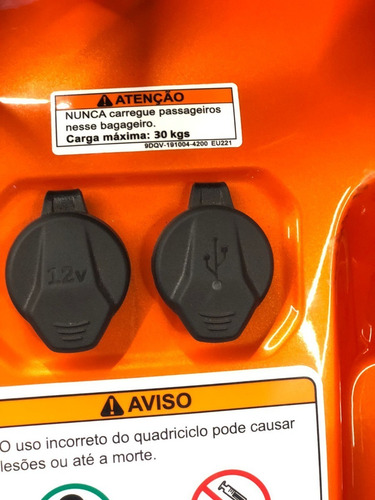 ATENÇÃO
NUNCA carregue passageiros
nesse bagageiro.
Carga máxima: 30 kgs
9DQV-191004-4200 EU221
12v
AVISO
O uso incorreto do quadriciclo pode causar
lesões ou até a morte.